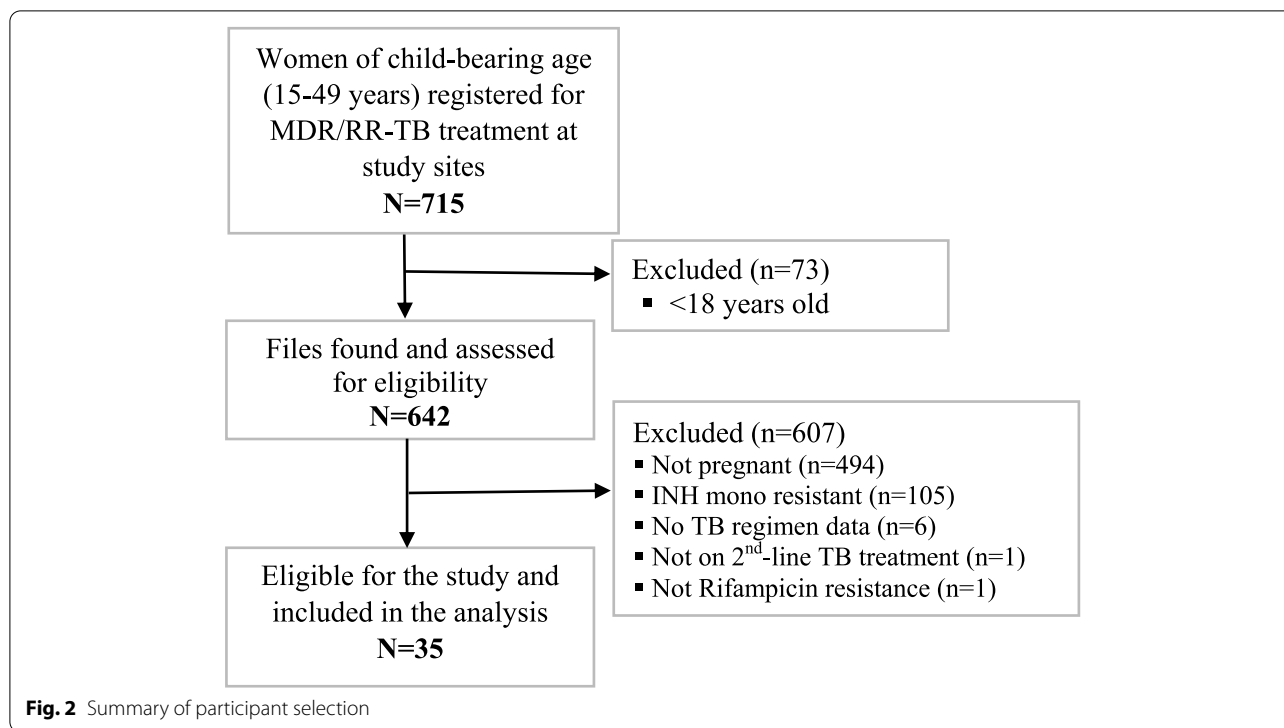 Women of child-bearing age
(15-49 years) registered for
MDR/RR-TB treatment at
study sites
N=715
Excluded (n=73)
▪ <18 years old
Files found and assessed
for eligibility
N=642
Excluded (n=607)
▪ Not pregnant (n=494)
▪ INH mono resistant (n=105)
▪ No TB regimen data (n=6)
▪ Not on 2nd-line TB treatment (n=1)
▪ Not Rifampicin resistance (n=1)
Eligible for the study and
included in the analysis
N=35
Fig. 2 Summary of participant selection